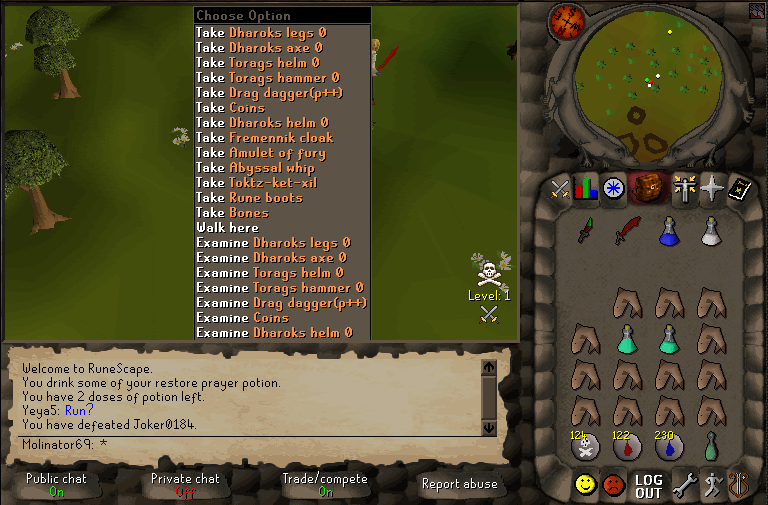 Choose Option
Take Dharoks legs 0
Take Dharoks axe 0
Take Torags helm 0
Take Torags hammer 0
Take Drag dagger(p++)
Take Coins
Take Dharoks helm 0
Take Fremennik cloak
Take Amulet of fury
Take Abyssal whip
Take Toktz-ket-xil
Take Rune boots
Take Bones
Walk here
Examine Dharoks legs 0
Examine Dharoks axe 0
Examine Torags helm 0
Examine Torags hammer 0
Examine Drag dagger(p++)
Examine Coins
Examine Dharoks helm 0
Level: 1
Welcome to RuneScape.
You drink some of your restore prayer potion.
You have 2 doses of potion left.
Yeya5: Run?
You have defeated Joker0184.
Molinator69: *
124
122
230
Public chat
On
Private chat
Off
Trade/compete
On
Report abuse
LOG
OUT